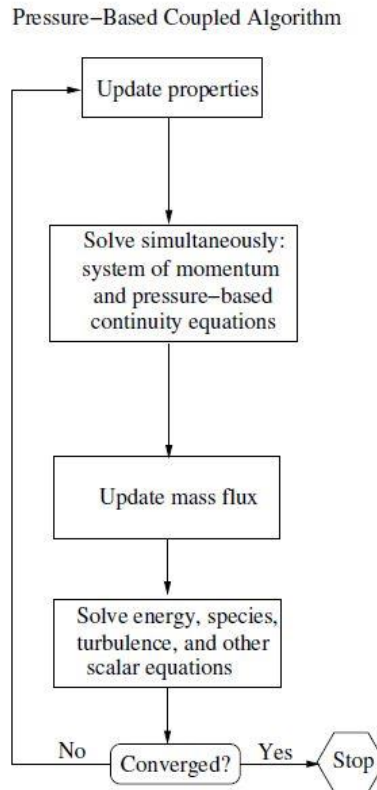 Pressure−Based Coupled Algorithm
Update properties
Solve simultaneously:
system of momentum
and pressure−based
continuity equations
Update mass flux
Solve energy, species,
turbulence, and other
scalar equations
No
Converged?
Yes
Stop